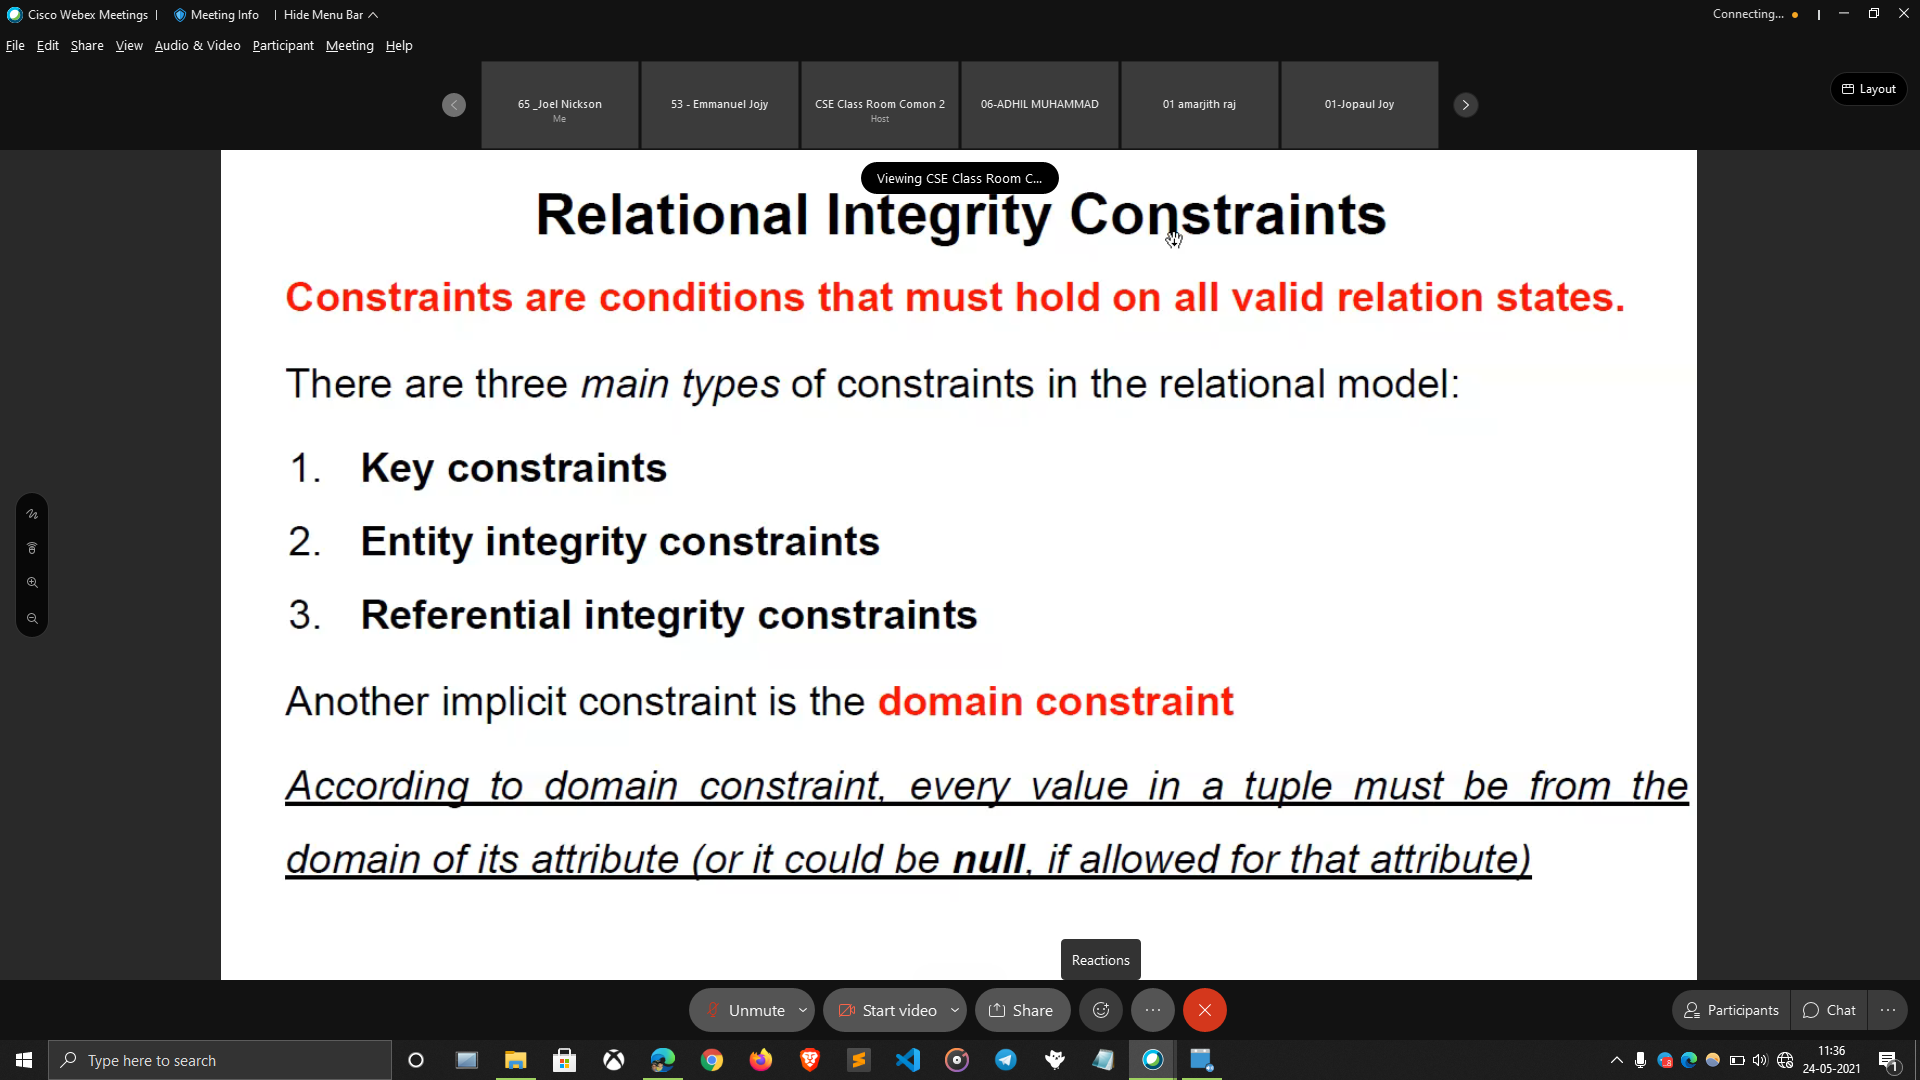 Cisco Webex Meetings | Meeting Info | Hide Menu Bar
Connecting...
File Edit Share View Audio & Video Participant Meeting Help
65 _Joel Nickson
Me
53 - Emmanuel Jojy
CSE Class Room Comon 2
Host
06-ADHIL MUHAMMAD
01 amarjith raj
01-Jopaul Joy
Layout
Viewing CSE Class Room C...
Relational Integrity Constraints
Constraints are conditions that must hold on all valid relation states.
There are three main types of constraints in the relational model:
1. Key constraints
2. Entity integrity constraints
3. Referential integrity constraints
Another implicit constraint is the domain constraint
According to domain constraint, every value in a tuple must be from the
domain of its attribute (or it could be null, if allowed for that attribute)
Reactions
Unmute
Start video
Share
Participants
Chat
Type here to search
11:36
24-05-2021
1